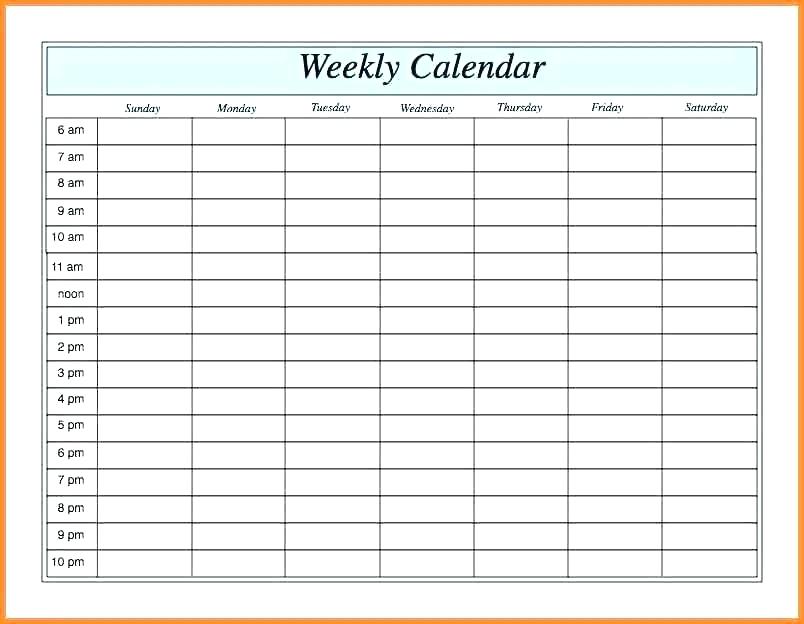 Weekly Calendar
Sunday Monday Tuesday Wednesday Thursday Friday Saturday
6 am
7 am
8 am
9 am
10 am
11 am
noon
1 pm
2 pm
3 pm
4 pm
5 pm
6 pm
7 pm
8 pm
9 pm
10 pm